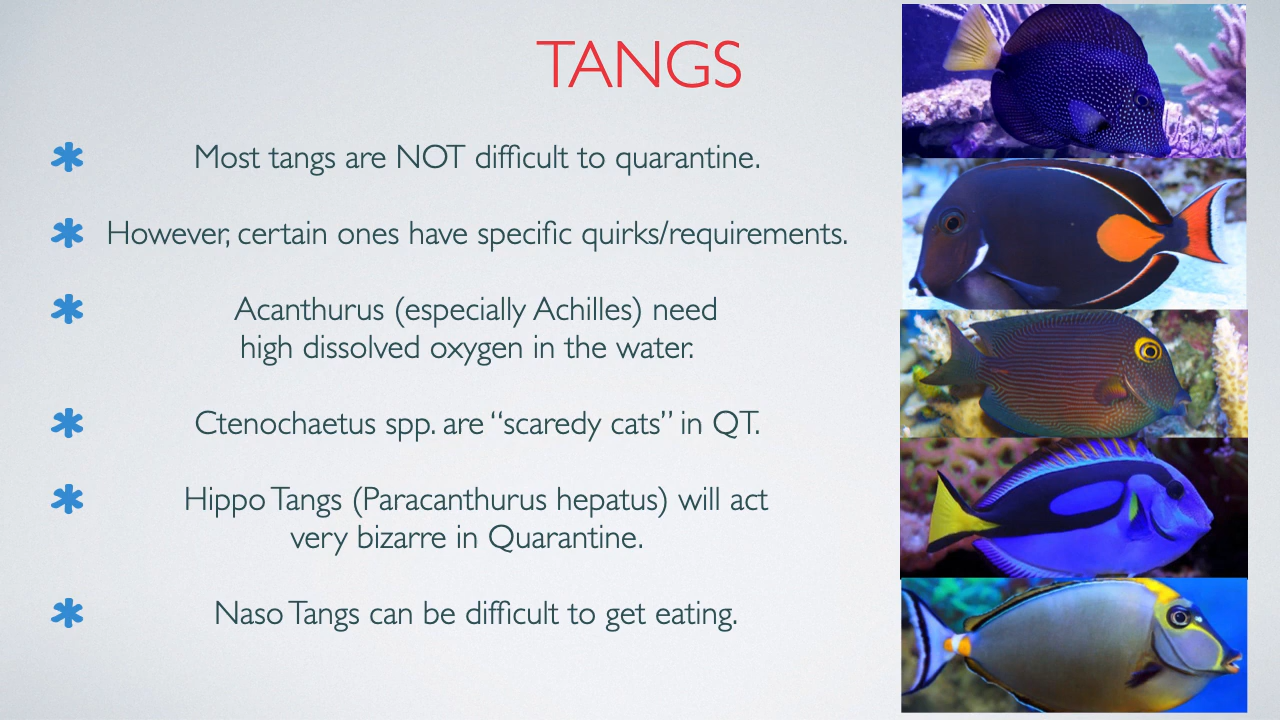 TANGS
Most tangs are NOT difficult to quarantine.
However, certain ones have specific quirks/requirements.
Acanthurus (especially Achilles) need
high dissolved oxygen in the water.
Ctenochaetus spp. are “scaredy cats” in QT.
Hippo Tangs (Paracanthurus hepatus) will act
very bizarre in Quarantine.
Naso Tangs can be difficult to get eating.